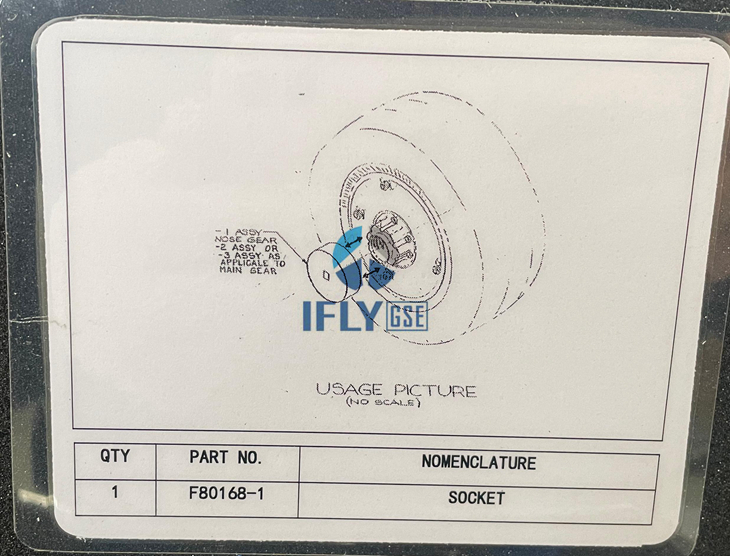 -1 ASSY
NOSE GEAR
-2 ASSY OR
-3 ASSY AS
APPLICALE TO
MAIN GEAR
IFLY GSE
USAGE PICTURE
(NO SCALE)
QTY PART NO. NOMENCLATURE
1 F80168-1 SOCKET